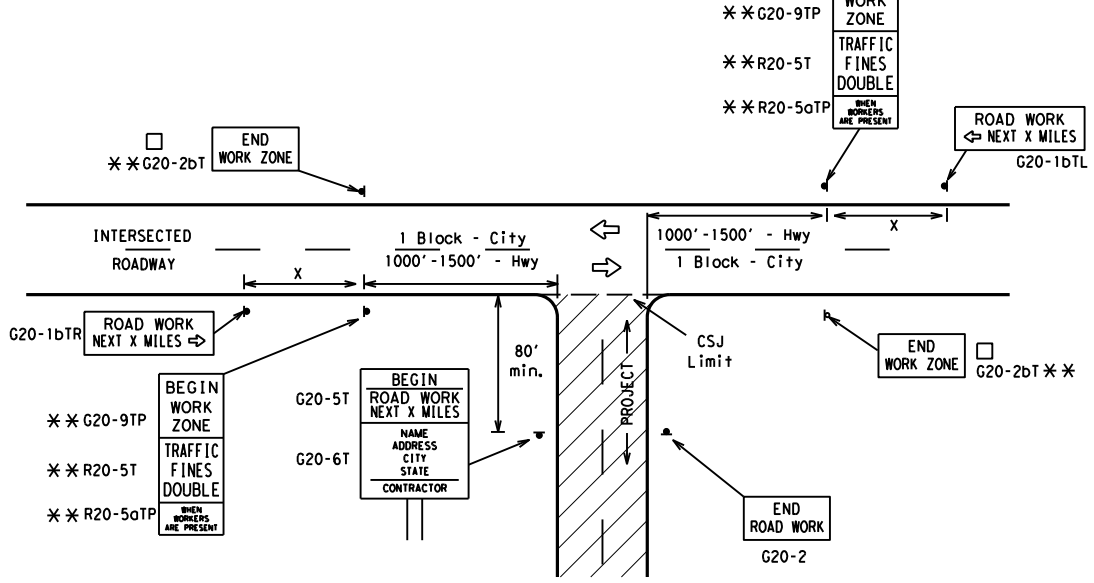 WORK
ZONE
✱✱G20-9TP
TRAFFIC
FINES
DOUBLE
✱✱R20-5T
WHEN
WORKERS
ARE PRESENT
✱✱R20-5aTP
ROAD WORK
⇦ NEXT X MILES
G20-1bTL
□
✱✱G20-2bT
END
WORK ZONE
INTERSECTED
ROADWAY
1 Block - City
1000'-1500' - Hwy
X
1000'-1500' - Hwy
1 Block - City
X
G20-1bTR
ROAD WORK
NEXT X MILES ⇨
BEGIN
WORK
ZONE
✱✱G20-9TP
TRAFFIC
FINES
DOUBLE
✱✱R20-5T
WHEN
WORKERS
ARE PRESENT
✱✱R20-5aTP
G20-5T
BEGIN
ROAD WORK
NEXT X MILES
G20-6T
NAME
ADDRESS
CITY
STATE
CONTRACTOR
80'
min.
PROJECT
CSJ
Limit
END
WORK ZONE
□
G20-2bT ✱✱
END
ROAD WORK
G20-2